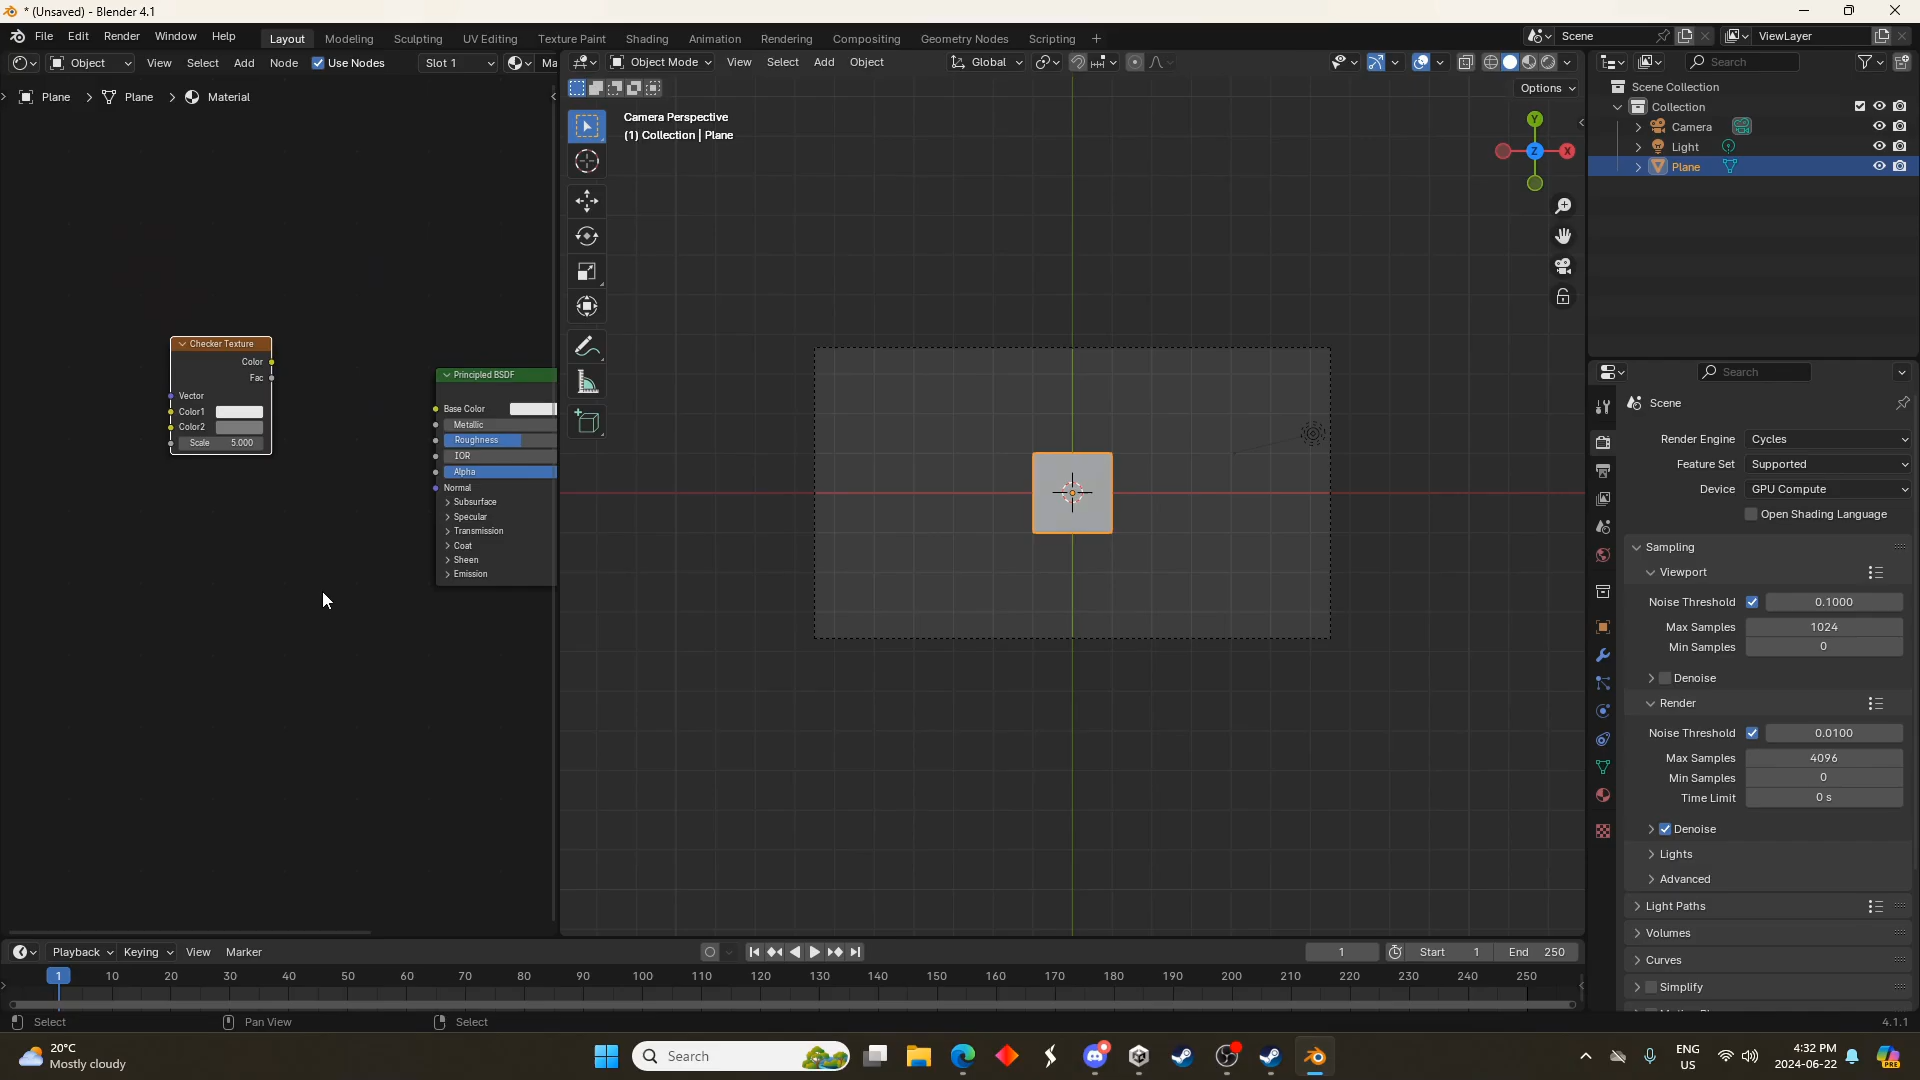 * (Unsaved) - Blender 4.1
File Edit Render Window Help Layout Modeling Sculpting UV Editing Texture Paint Shading Animation Rendering Compositing Geometry Nodes Scripting + Scene ViewLayer
Object View Select Add Node Use Nodes Slot 1 Ma Object Mode View Select Add Object Global Search
Plane > Plane > Material
Options
Camera Perspective
(1) Collection | Plane
Y
Z
X
Scene Collection
Collection
Camera
Light
Plane
Checker Texture
Color
Fac
Vector
Color1
Color2
Scale 5.000
Principled BSDF
Base Color
Metallic
Roughness
IOR
Alpha
Normal
Subsurface
Specular
Transmission
Coat
Sheen
Emission
Search
Scene
Render Engine Cycles
Feature Set Supported
Device GPU Compute
Open Shading Language
Sampling
Viewport
Noise Threshold 0.1000
Max Samples 1024
Min Samples 0
Denoise
Render
Noise Threshold 0.0100
Max Samples 4096
Min Samples 0
Time Limit 0 s
Denoise
Lights
Advanced
Light Paths
Volumes
Curves
Simplify
Playback Keying View Marker 1 Start 1 End 250
1 10 20 30 40 50 60 70 80 90 100 110 120 130 140 150 160 170 180 190 200 210 220 230 240 250
Select Pan View Select 4.1.1
20°C
Mostly cloudy
Search
ENG
US
4:32 PM
2024-06-22
PRE